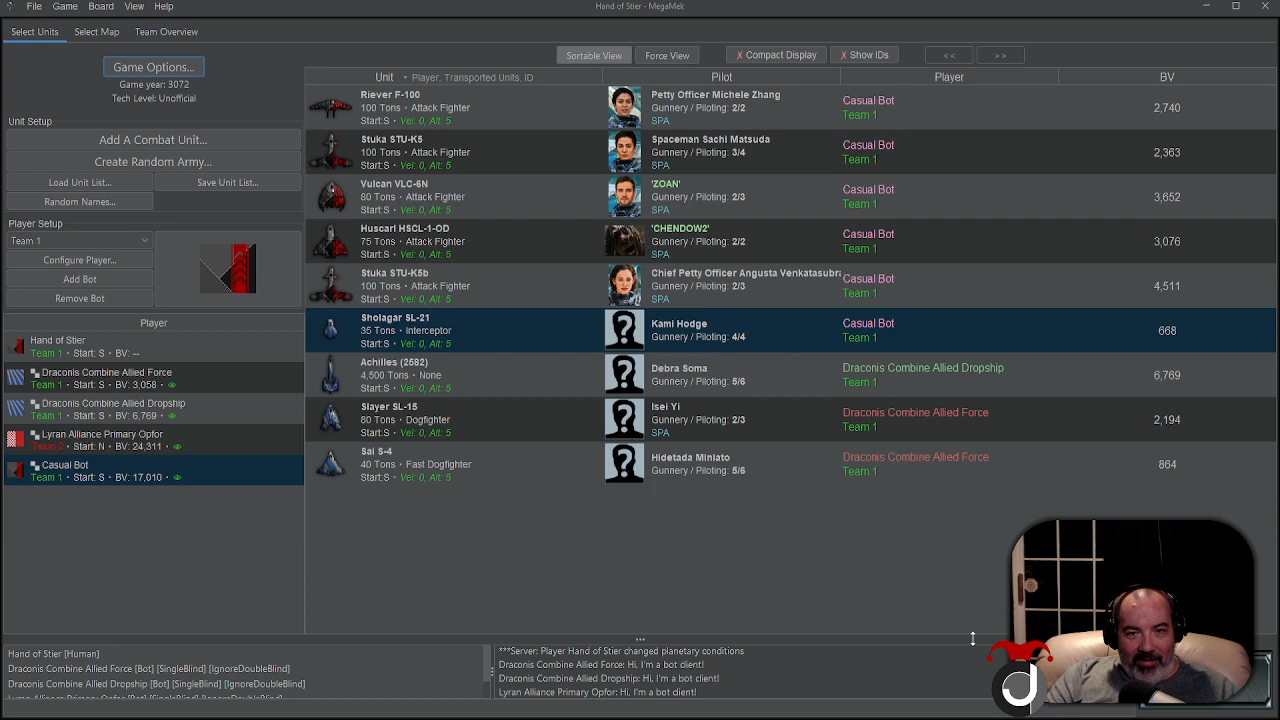 File Game Board View Help
Hand of Stier - MegaMek
Select Units Select Map Team Overview
Game Options...
Game year: 3072
Tech Level: Unofficial
Unit Setup
Add A Combat Unit...
Create Random Army...
Load Unit List... Save Unit List...
Random Names...
Player Setup
Team 1
Configure Player...
Add Bot
Remove Bot
Player
Hand of Stier
Team 1 • Start: S • BV: --
Draconis Combine Allied Force
Team 1 • Start: S • BV: 3,058 •
Draconis Combine Allied Dropship
Team 1 • Start: S • BV: 6,769 •
Lyran Alliance Primary Opfor
Team 2 • Start: N • BV: 24,311 •
Casual Bot
Team 1 • Start: S • BV: 17,010 •
Sortable View Force View ✗ Compact Display ✗ Show IDs << >>
Unit • Player, Transported Units, ID Pilot Player BV
Riever F-100 Petty Officer Michele Zhang Casual Bot
100 Tons • Attack Fighter Gunnery / Piloting: 2/2 Team 1 2,740
Start:S • Vel: 0, Alt: 5 SPA
Stuka STU-K5 Spaceman Sachi Matsuda Casual Bot
100 Tons • Attack Fighter Gunnery / Piloting: 3/4 Team 1 2,363
Start:S • Vel: 0, Alt: 5 SPA
Vulcan VLC-6N 'ZOAN' Casual Bot
80 Tons • Attack Fighter Gunnery / Piloting: 2/3 Team 1 3,652
Start:S • Vel: 0, Alt: 5 SPA
Huscarl HSCL-1-OD 'CHENDOW2' Casual Bot
75 Tons • Attack Fighter Gunnery / Piloting: 2/2 Team 1 3,076
Start:S • Vel: 0, Alt: 5 SPA
Stuka STU-K5b Chief Petty Officer Angusta Venkatasubra Casual Bot
100 Tons • Attack Fighter Gunnery / Piloting: 2/3 Team 1 4,511
Start:S • Vel: 0, Alt: 5 SPA
Sholagar SL-21 Kami Hodge Casual Bot
35 Tons • Interceptor Gunnery / Piloting: 4/4 Team 1 668
Start:S • Vel: 0, Alt: 5
Achilles (2582) Debra Soma Draconis Combine Allied Dropship
4,500 Tons • None Gunnery / Piloting: 5/6 Team 1 6,769
Start:S • Vel: 0, Alt: 5
Slayer SL-15 Isei Yi Draconis Combine Allied Force
80 Tons • Dogfighter Gunnery / Piloting: 2/3 Team 1 2,194
Start:S • Vel: 0, Alt: 5 SPA
Sai S-4 Hidetada Miniato Draconis Combine Allied Force
40 Tons • Fast Dogfighter Gunnery / Piloting: 5/6 Team 1 864
Start:S • Vel: 0, Alt: 5
Hand of Stier [Human]
Draconis Combine Allied Force [Bot] [SingleBlind] [IgnoreDoubleBlind]
Draconis Combine Allied Dropship [Bot] [SingleBlind] [IgnoreDoubleBlind]
Lyran Alliance Primary Opfor [Bot] [SingleBlind] [IgnoreDoubleBlind]
***Server: Player Hand of Stier changed planetary conditions
Draconis Combine Allied Force: Hi, I'm a bot client!
Draconis Combine Allied Dropship: Hi, I'm a bot client!
Lyran Alliance Primary Opfor: Hi, I'm a bot client!